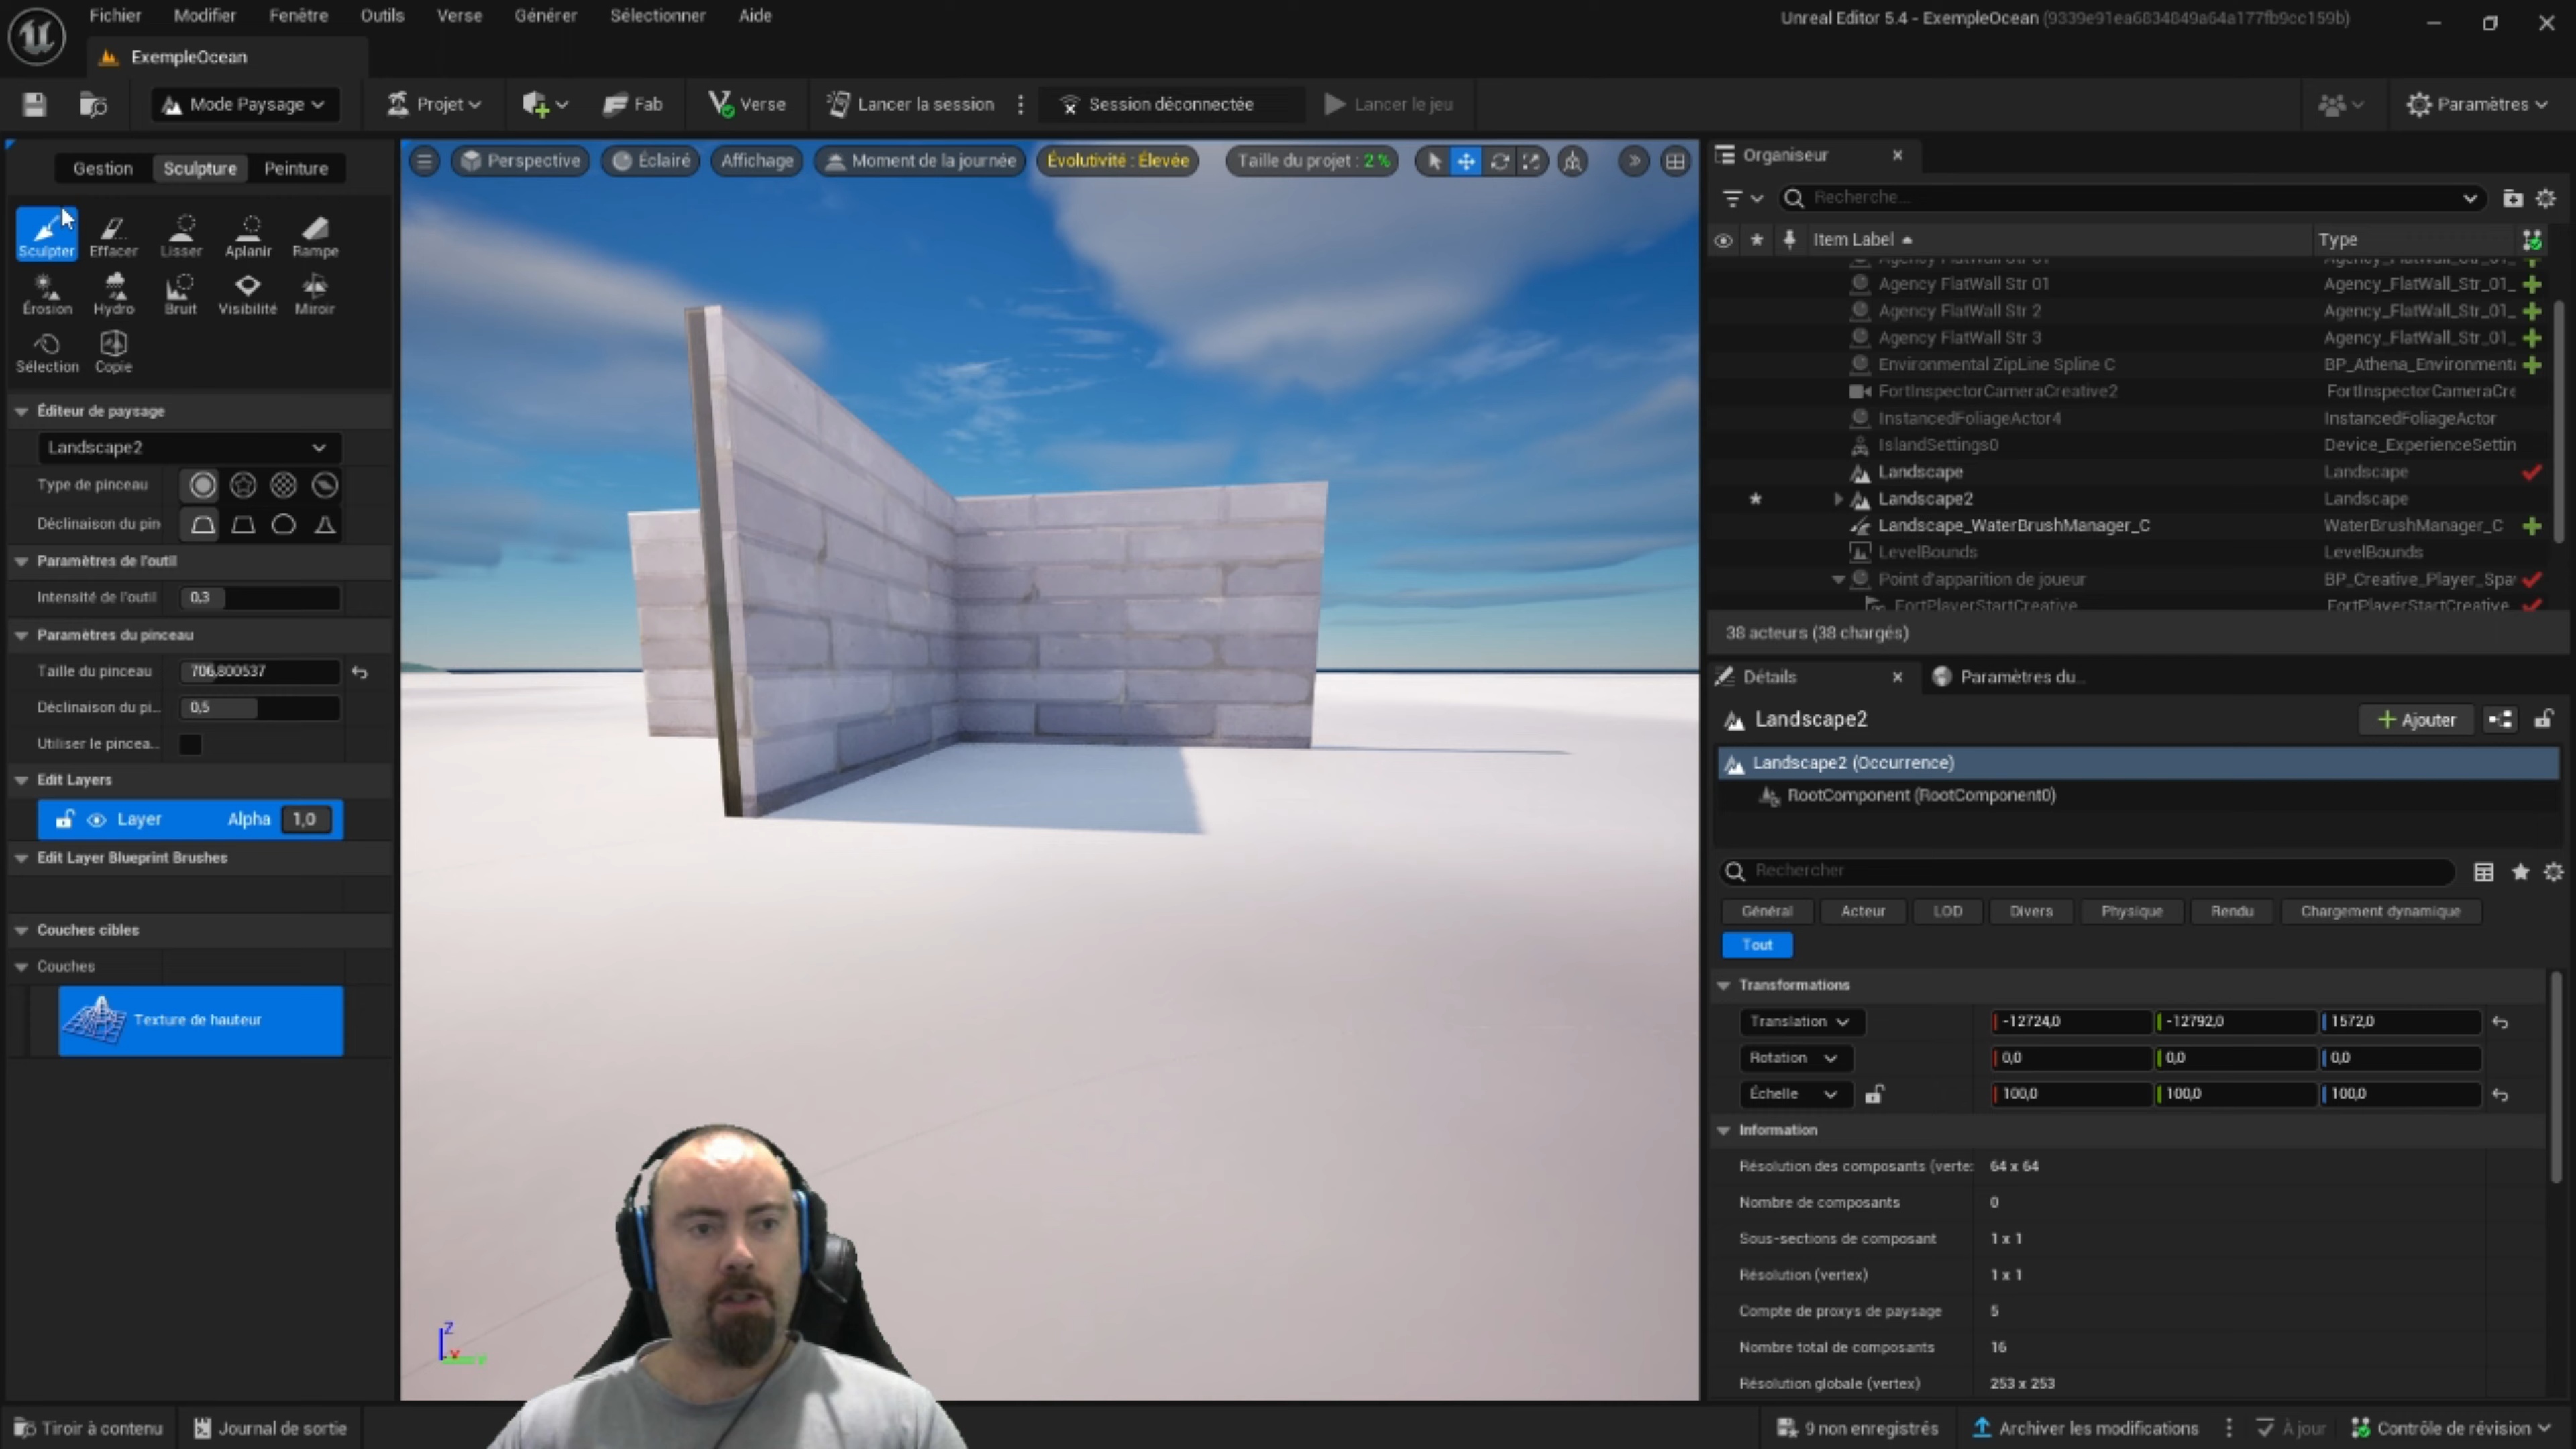 Fichier Modifier Fenêtre Outils Verse Générer Sélectionner Aide
Unreal Editor 5.4 - ExempleOcean (9339e91ea6834849a64a177fb9cc159b)
ExempleOcean
Mode Paysage Projet Fab Verse Lancer la session Session déconnectée Lancer le jeu Paramètres
Gestion Sculpture Peinture
Sculpter Effacer Lisser Aplanir Rampe
Érosion Hydro Bruit Visibilité Miroir
Sélection Copie
Éditeur de paysage
Landscape2
Type de pinceau
Déclinaison du pin
Paramètres de l'outil
Intensité de l'outil 0,3
Paramètres du pinceau
Taille du pinceau 706,800537
Déclinaison du pi... 0,5
Utiliser le pincea...
Edit Layers
Layer Alpha 1,0
Edit Layer Blueprint Brushes
Couches cibles
Couches
Texture de hauteur
Perspective Éclairé Affichage Moment de la journée Évolutivité : Élevée Taille du projet : 2 %
Z
Organiseur
Recherche...
Item Label Type
Agency FlatWall Str 01 Agency_FlatWall_Str_01_
Agency FlatWall Str 01 Agency_FlatWall_Str_01_
Agency FlatWall Str 2 Agency_FlatWall_Str_01_
Agency FlatWall Str 3 Agency_FlatWall_Str_01_
Environmental ZipLine Spline C BP_Athena_Environment
FortInspectorCameraCreative2 FortInspectorCameraCre
InstancedFoliageActor4 InstancedFoliageActor
IslandSettings0 Device_ExperienceSettin
Landscape Landscape
Landscape2 Landscape
Landscape_WaterBrushManager_C WaterBrushManager_C
LevelBounds LevelBounds
Point d'apparition de joueur BP_Creative_Player_Spa
FortPlayerStartCreative FortPlayerStartCreative
38 acteurs (38 chargés)
Détails Paramètres du...
Landscape2 Ajouter
Landscape2 (Occurrence)
RootComponent (RootComponent0)
Rechercher
Général Acteur LOD Divers Physique Rendu Chargement dynamique
Tout
Transformations
Translation -12724,0 -12792,0 1572,0
Rotation 0,0 0,0 0,0
Échelle 100,0 100,0 100,0
Information
Résolution des composants (verte: 64 x 64
Nombre de composants 0
Sous-sections de composant 1 x 1
Résolution (vertex) 1 x 1
Compte de proxys de paysage 5
Nombre total de composants 16
Résolution globale (vertex) 253 x 253
Tiroir à contenu Journal de sortie 9 non enregistrés Archiver les modifications À jour Contrôle de révision